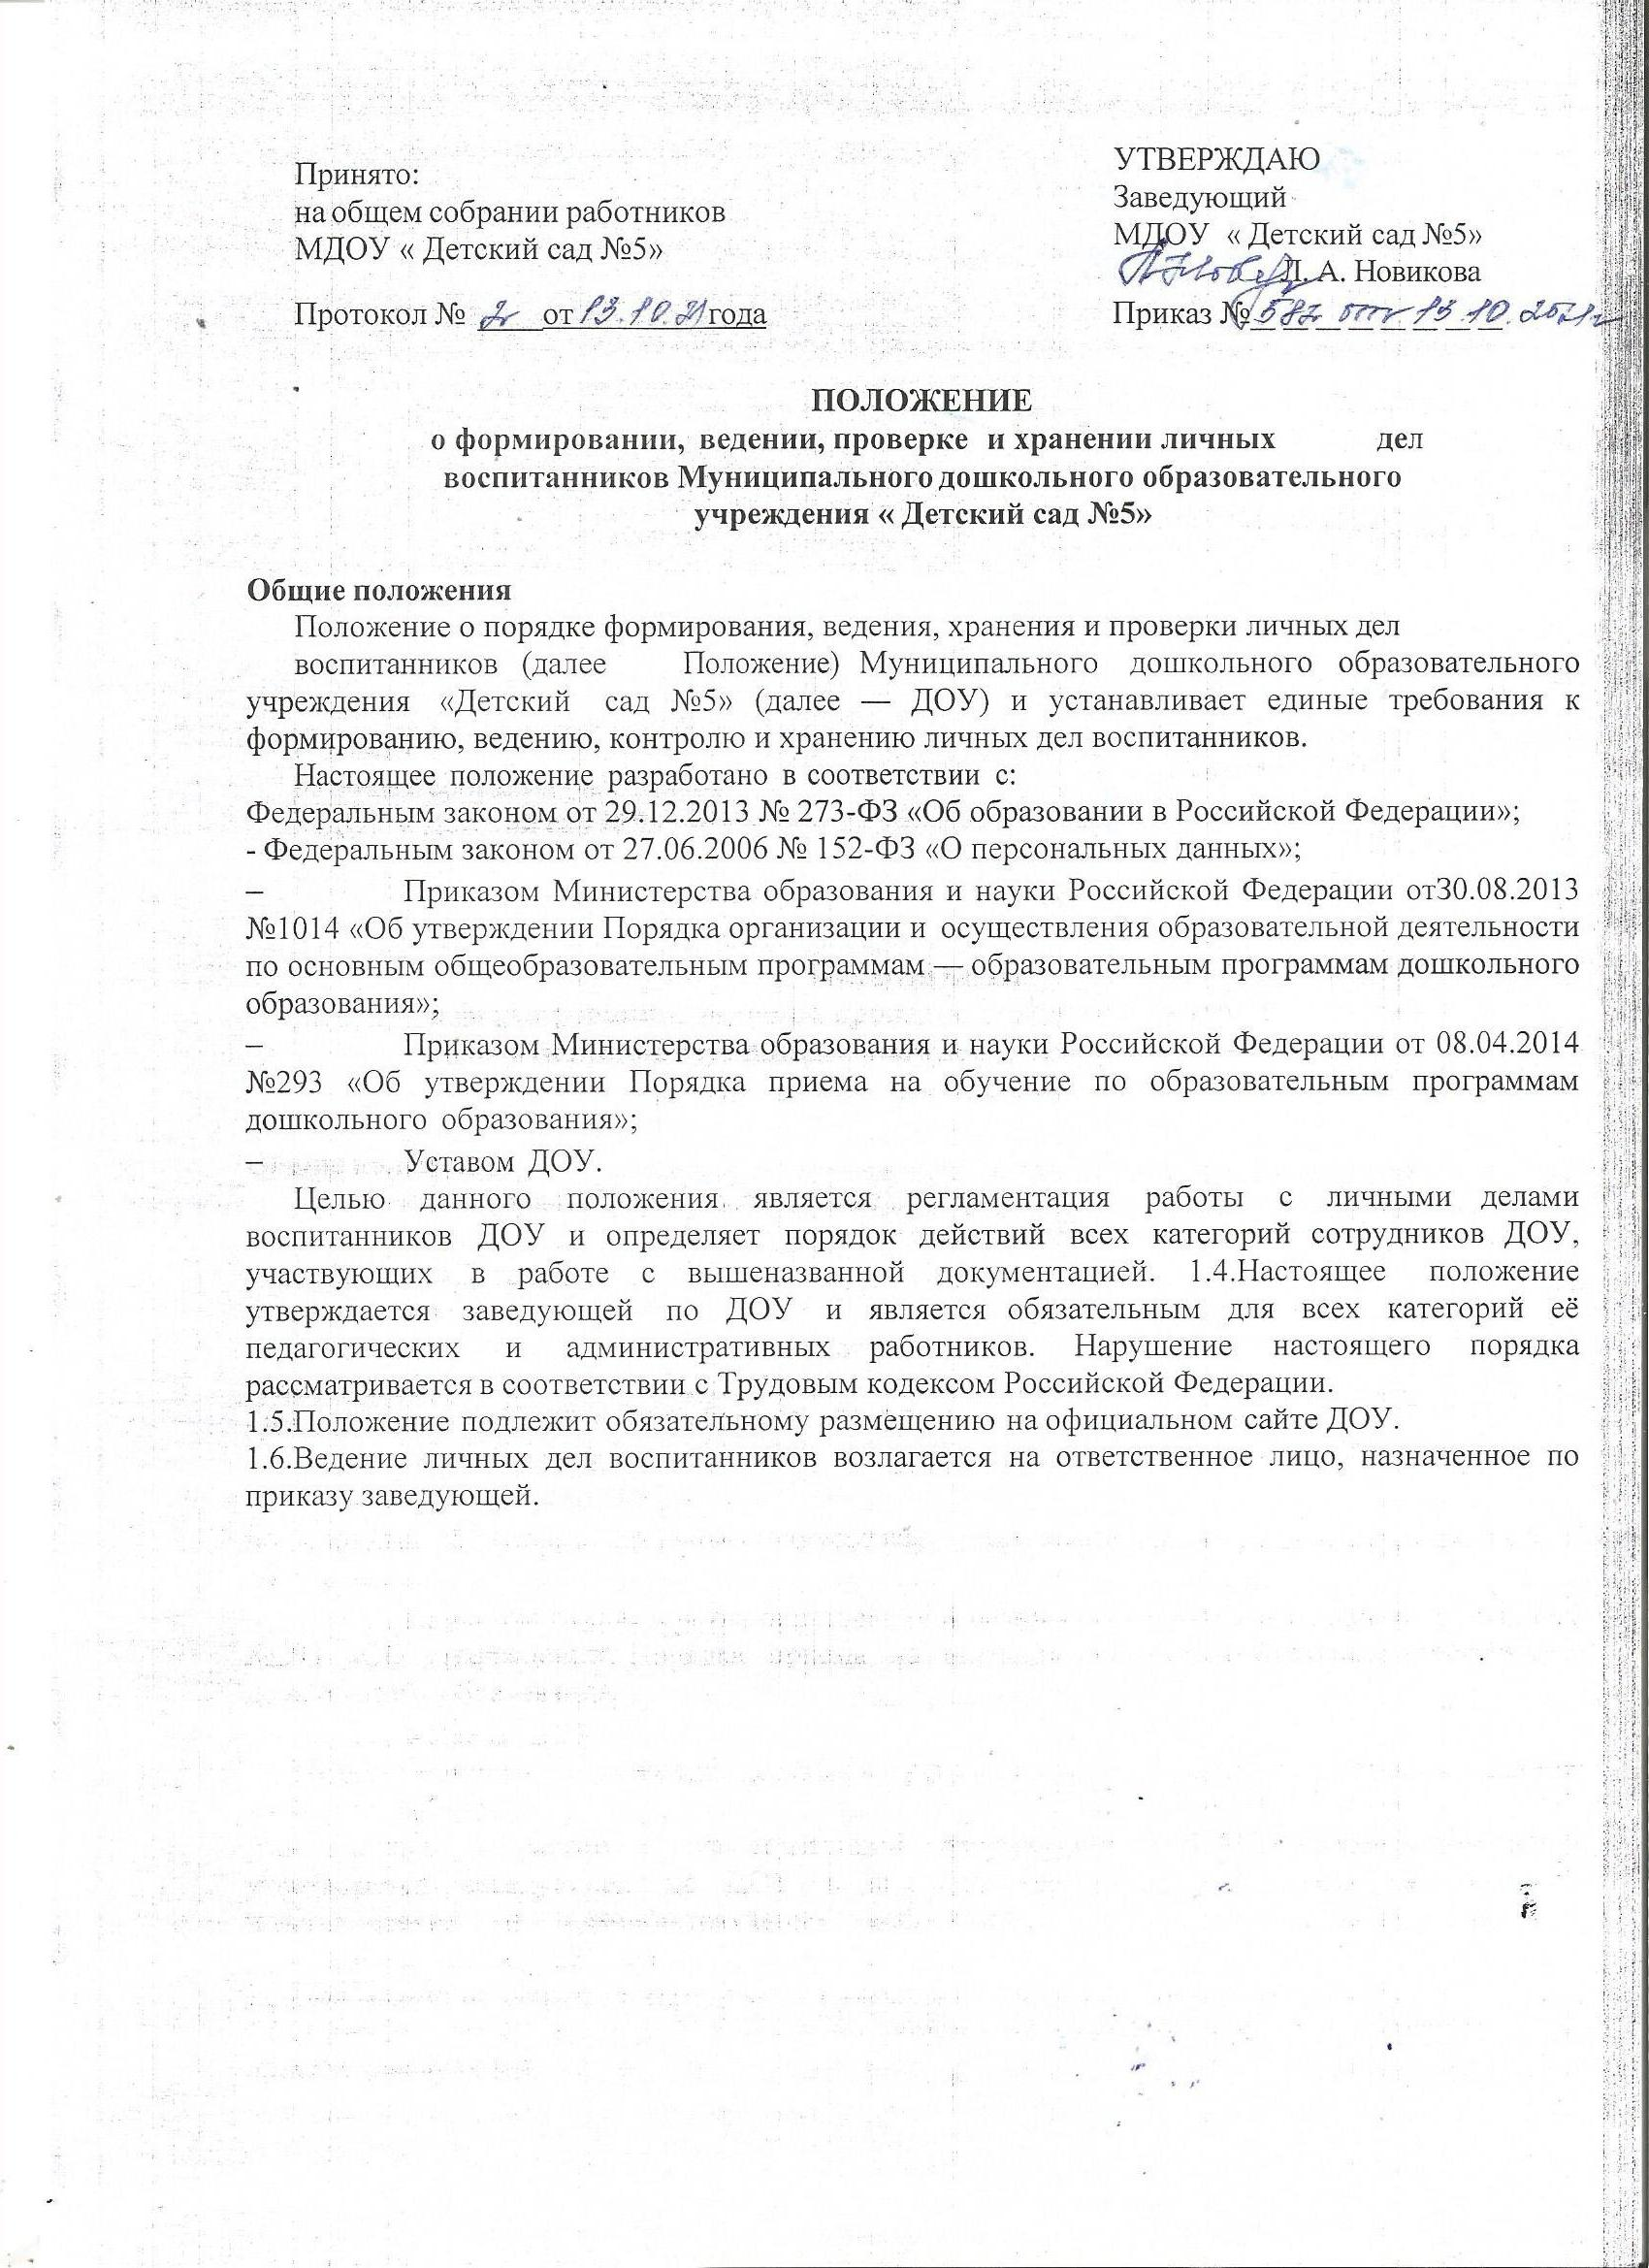 Принято:
на общем собрании работников
МДОУ « Детский сад №5»
Протокол № 2 от 13.10.21 года
УТВЕРЖДАЮ
Заведующий
МДОУ « Детский сад №5»
А. Новикова
Приказ № от 13.10.2021г
ПОЛОЖЕНИЕ
о формировании, ведении, проверке и хранении личных дел
воспитанников Муниципального дошкольного образовательного
учреждения « Детский сад №5»
Общие положения
Положение о порядке формирования, ведения, хранения и проверки личных дел
воспитанников (далее Положение) Муниципального дошкольного образовательного
учреждения «Детский сад №5» (далее — ДОУ) и устанавливает единые требования к
формированию, ведению, контролю и хранению личных дел воспитанников.
Настоящее положение разработано в соответствии с:
Федеральным законом от 29.12.2013 № 273-ФЗ «Об образовании в Российской Федерации»;
- Федеральным законом от 27.06.2006 № 152-ФЗ «О персональных данных»;
– Приказом Министерства образования и науки Российской Федерации от30.08.2013
№1014 «Об утверждении Порядка организации и осуществления образовательной деятельности
по основным общеобразовательным программам — образовательным программам дошкольного
образования»;
– Приказом Министерства образования и науки Российской Федерации от 08.04.2014
№293 «Об утверждении Порядка приема на обучение по образовательным программам
дошкольного образования»;
– Уставом ДОУ.
Целью данного положения является регламентация работы с личными делами
воспитанников ДОУ и определяет порядок действий всех категорий сотрудников ДОУ,
участвующих в работе с вышеназванной документацией. 1.4.Настоящее положение
утверждается заведующей по ДОУ и является обязательным для всех категорий её
педагогических и административных работников. Нарушение настоящего порядка
рассматривается в соответствии с Трудовым кодексом Российской Федерации.
1.5.Положение подлежит обязательному размещению на официальном сайте ДОУ.
1.6.Ведение личных дел воспитанников возлагается на ответственное лицо, назначенное по
приказу заведующей.